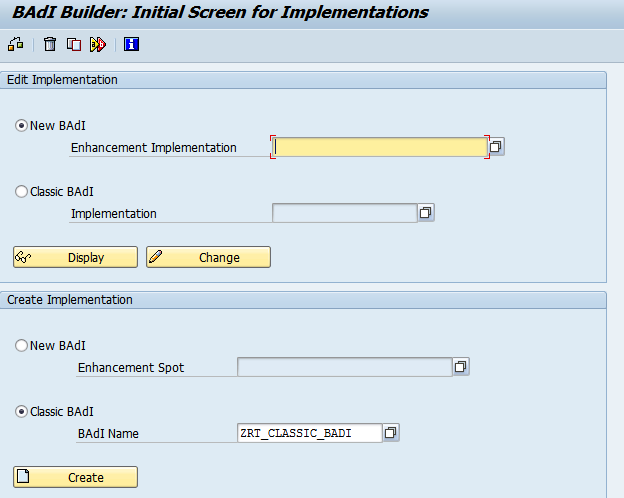 BAdI Builder: Initial Screen for Implementations
Edit Implementation
New BAdI
Enhancement Implementation
Classic BAdI
Implementation
Display
Change
Create Implementation
New BAdI
Enhancement Spot
Classic BAdI
BAdI Name
ZRT_CLASSIC_BADI
Create